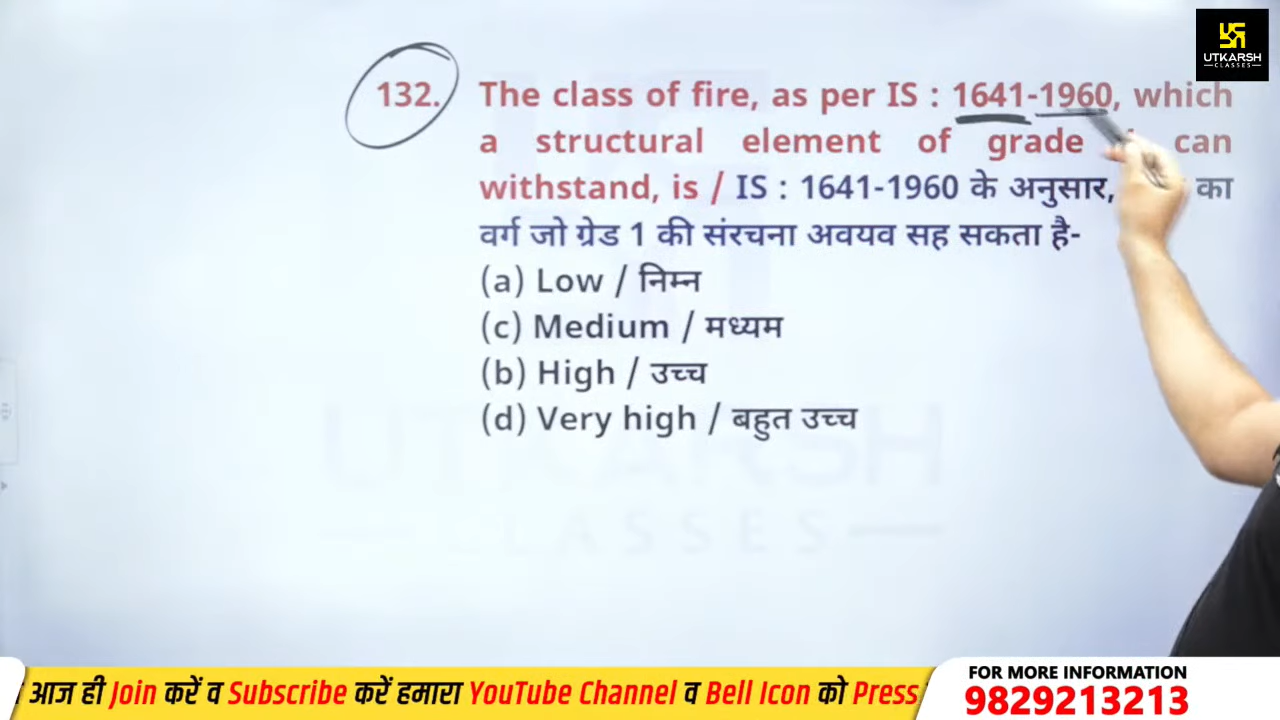 UTKARSH
CLASSES
132. The class of fire, as per IS : 1641-1960, which
a structural element of grade can
withstand, is / IS : 1641-1960 के अनुसार, का
वर्ग जो ग्रेड 1 की संरचना अवयव सह सकता है-
(a) Low / निम्न
(c) Medium / मध्यम
(b) High / उच्च
(d) Very high / बहुत उच्च
UTKARSH
CLASSES
आज ही Join करें व Subscribe करें हमारा YouTube Channel व Bell Icon को Press
FOR MORE INFORMATION
9829213213